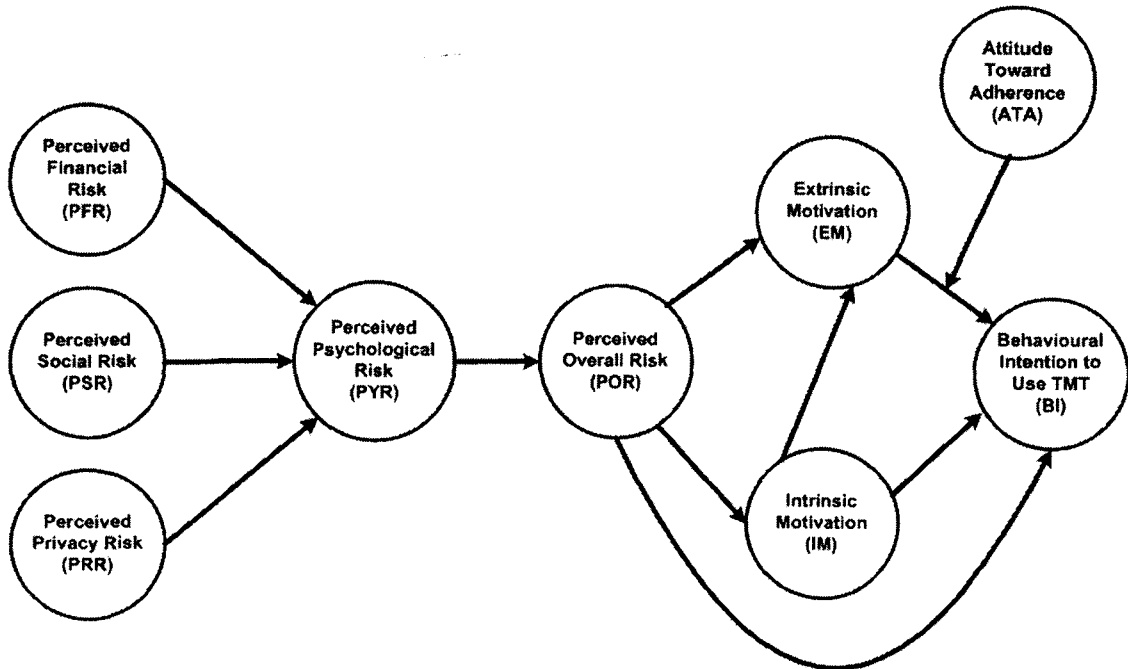 Perceived
Financial
Risk
(PFR)
Perceived
Social Risk
(PSR)
Perceived
Privacy Risk
(PRR)
Perceived
Psychological
Risk
(PYR)
Perceived
Overall Risk
(POR)
Extrinsic
Motivation
(EM)
Intrinsic
Motivation
(IM)
Attitude
Toward
Adherence
(ATA)
Behavioural
Intention to
Use TMT
(BI)